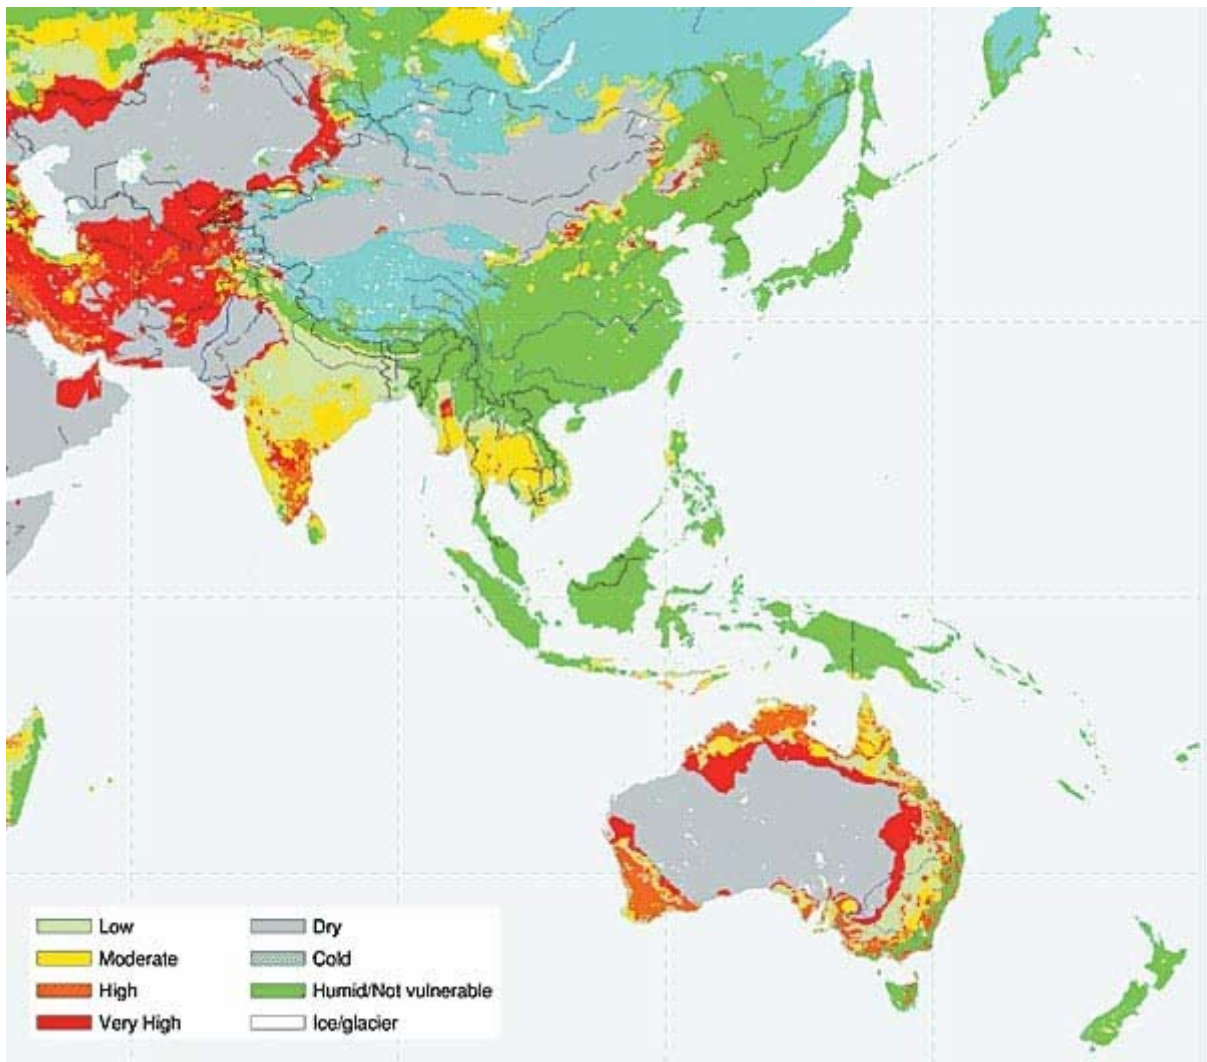 Low
Moderate
High
Very High
Dry
Cold
Humid/Not vulnerable
Ice/glacier